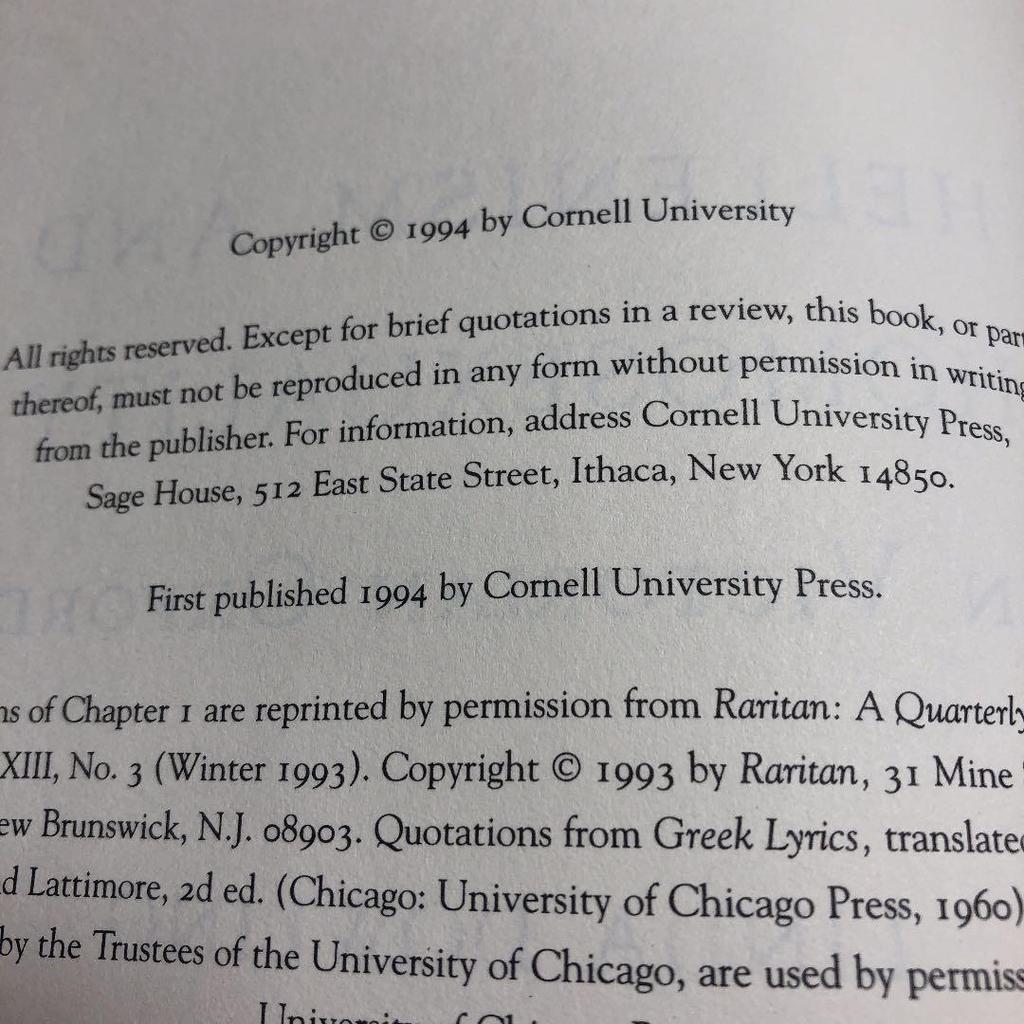 Copyright © 1994 by Cornell University
All rights reserved. Except for brief quotations in a review, this book, or part
thereof, must not be reproduced in any form without permission in writing
from the publisher. For information, address Cornell University Press,
Sage House, 512 East State Street, Ithaca, New York 14850.
First published 1994 by Cornell University Press.
of Chapter 1 are reprinted by permission from Raritan: A Quarterly
XIII, No. 3 (Winter 1993). Copyright © 1993 by Raritan, 31 Mine
Brunswick, N.J. 08903. Quotations from Greek Lyrics, translated
Lattimore, 2d ed. (Chicago: University of Chicago Press, 1960)
by the Trustees of the University of Chicago, are used by